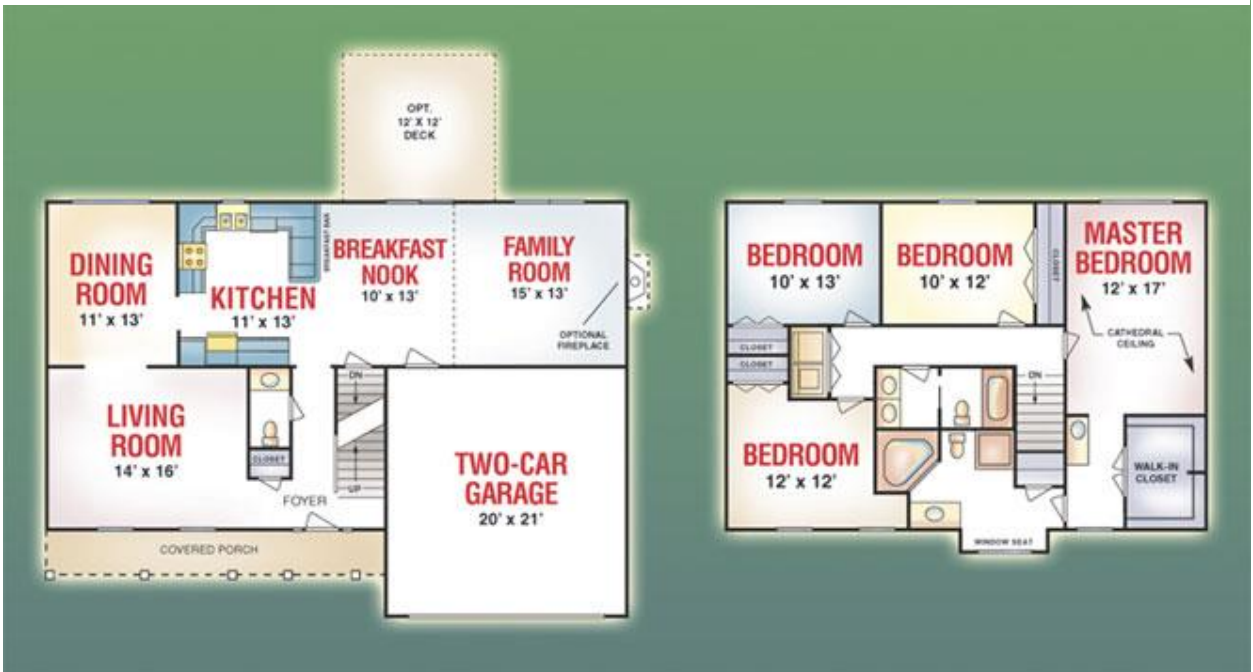 OPT.
12' X 12'
DECK
DINING
ROOM
11' x 13'
KITCHEN
11' x 13'
BREAKFAST BAR
BREAKFAST
NOOK
10' x 13'
FAMILY
ROOM
15' x 13'
OPTIONAL
FIREPLACE
LIVING
ROOM
14' x 16'
CLOSET
DN
UP
FOYER
TWO-CAR
GARAGE
20' x 21'
COVERED PORCH
BEDROOM
10' x 13'
BEDROOM
10' x 12'
CLOSET
MASTER
BEDROOM
12' x 17'
CATHEDRAL
CEILING
CLOSET
CLOSET
DN
BEDROOM
12' x 12'
WALK-IN
CLOSET
WINDOW SEAT